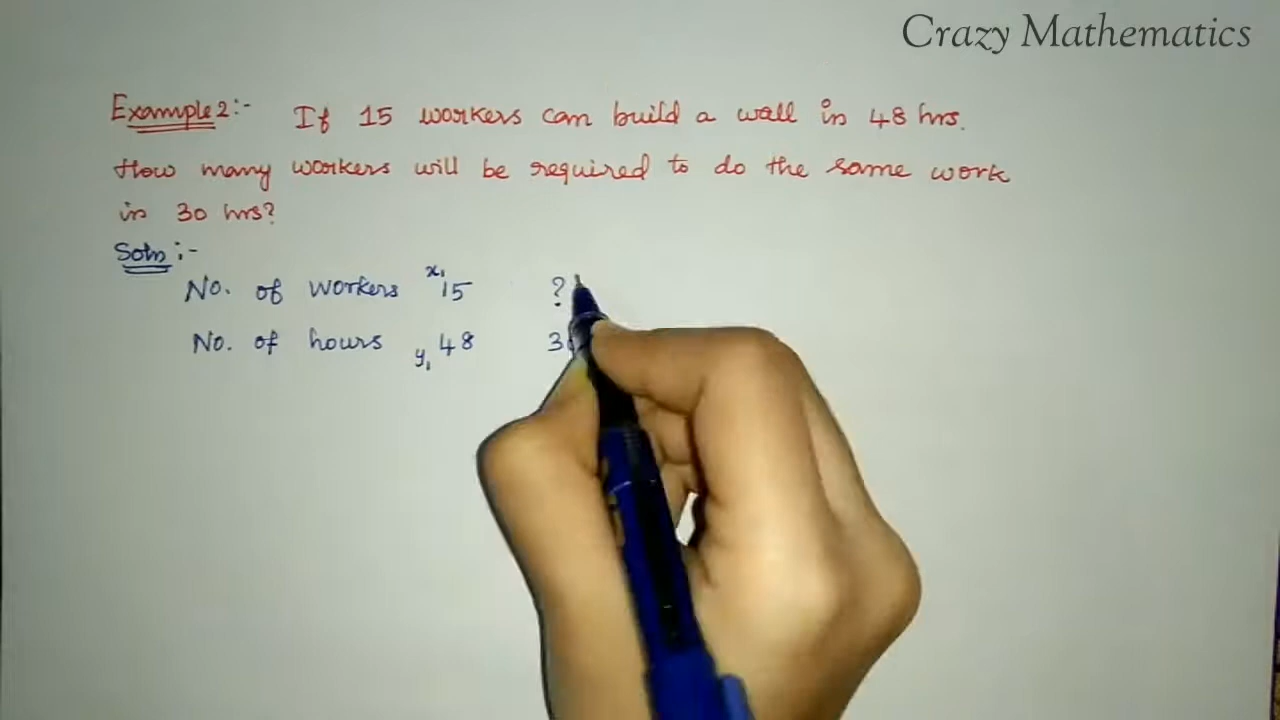 Crazy Mathematics
Example 2:- If 15 workers can build a wall in 48 hrs.
How many workers will be required to do the same work
in 30 hrs?
Soln :-
No. of workers x₁ 15 ?
No. of hours y₁ 48 3